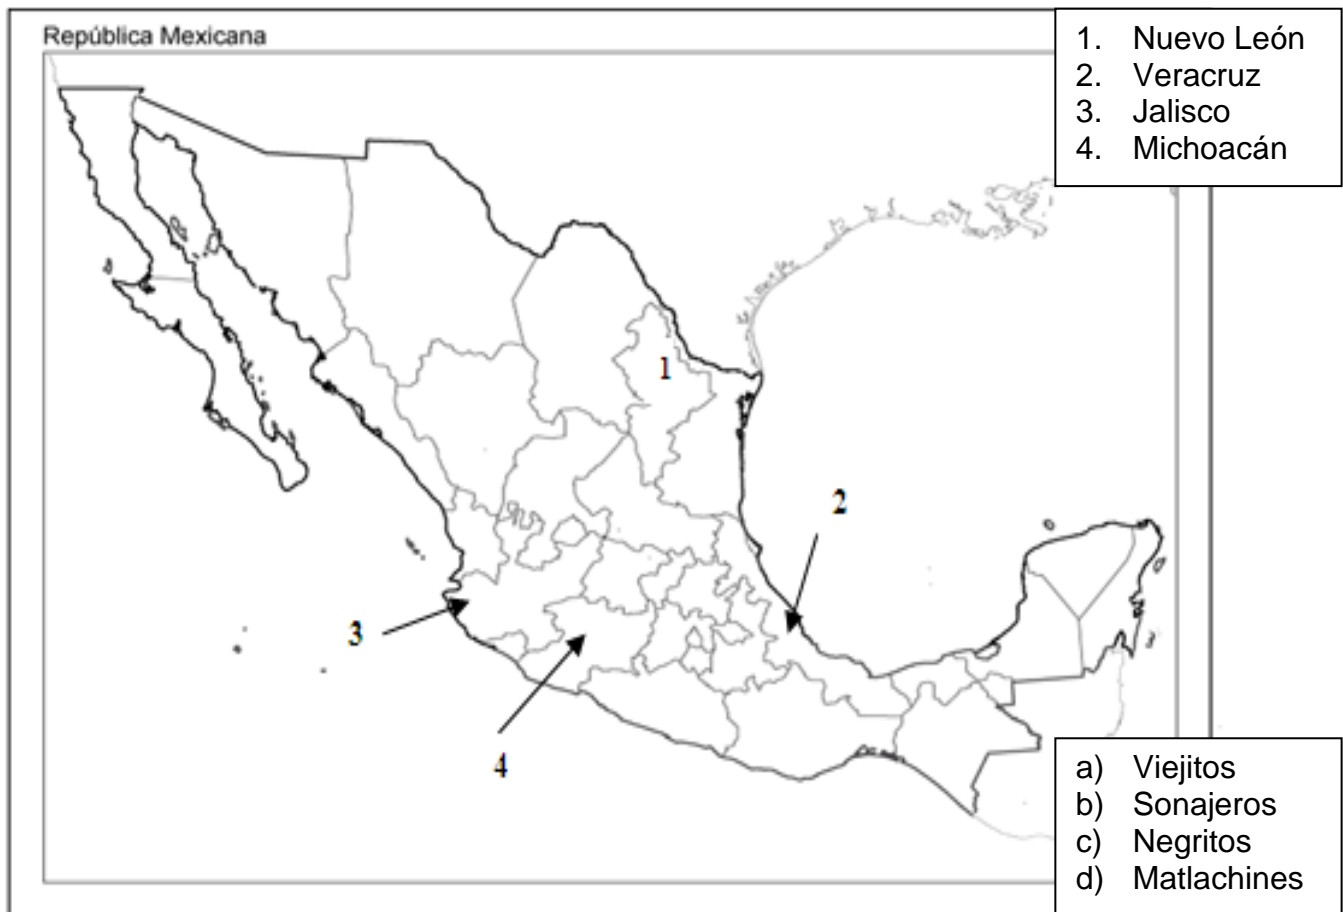 República Mexicana
1. Nuevo León
2. Veracruz
3. Jalisco
4. Michoacán
1
2
3
4
a) Viejitos
b) Sonajeros
c) Negritos
d) Matlachines